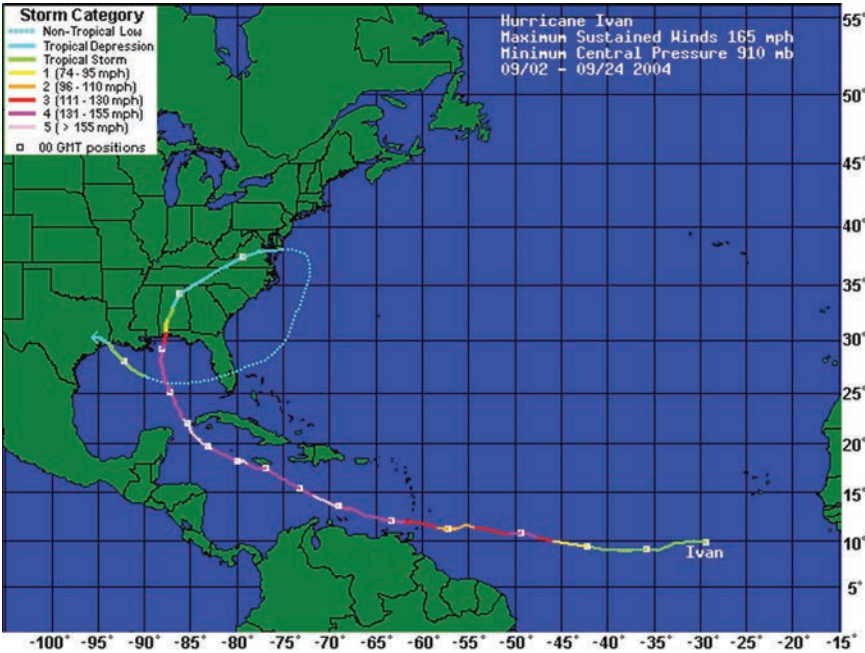 Storm Category
Non-Tropical Low
Tropical Depression
Tropical Storm
1 (74 - 95 mph)
2 (96 - 110 mph)
3 (111 - 130 mph)
4 (131 - 155 mph)
5 ( > 155 mph)
00 GMT positions
Hurricane Ivan
Maximum Sustained Winds 165 mph
Minimum Central Pressure 910 mb
09/02 - 09/24 2004
55°
50°
45°
40°
35°
30°
25°
20°
15°
10°
5°
Ivan
-100° -95° -90° -85° -80° -75° -70° -65° -60° -55° -50° -45° -40° -35° -30° -25° -20° -15°